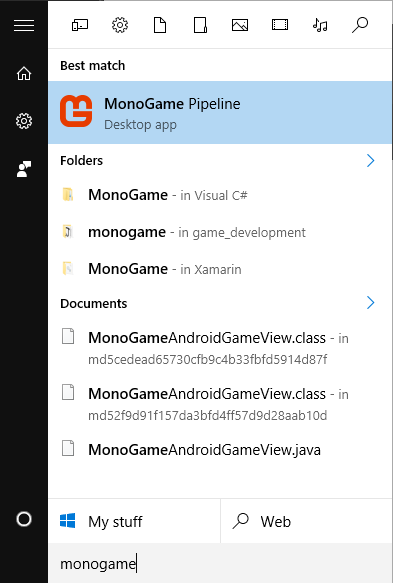 Best match
MonoGame Pipeline
Desktop app
Folders
MonoGame - in Visual C#
monogame - in game_development
MonoGame - in Xamarin
Documents
MonoGameAndroidGameView.class - in
md5cedead65730cfb9c4b33fbfd5914d87f
MonoGameAndroidGameView.class - in
md52f9d91f157da3bfd4ff57d9d28aab10d
MonoGameAndroidGameView.java
My stuff
Web
monogame